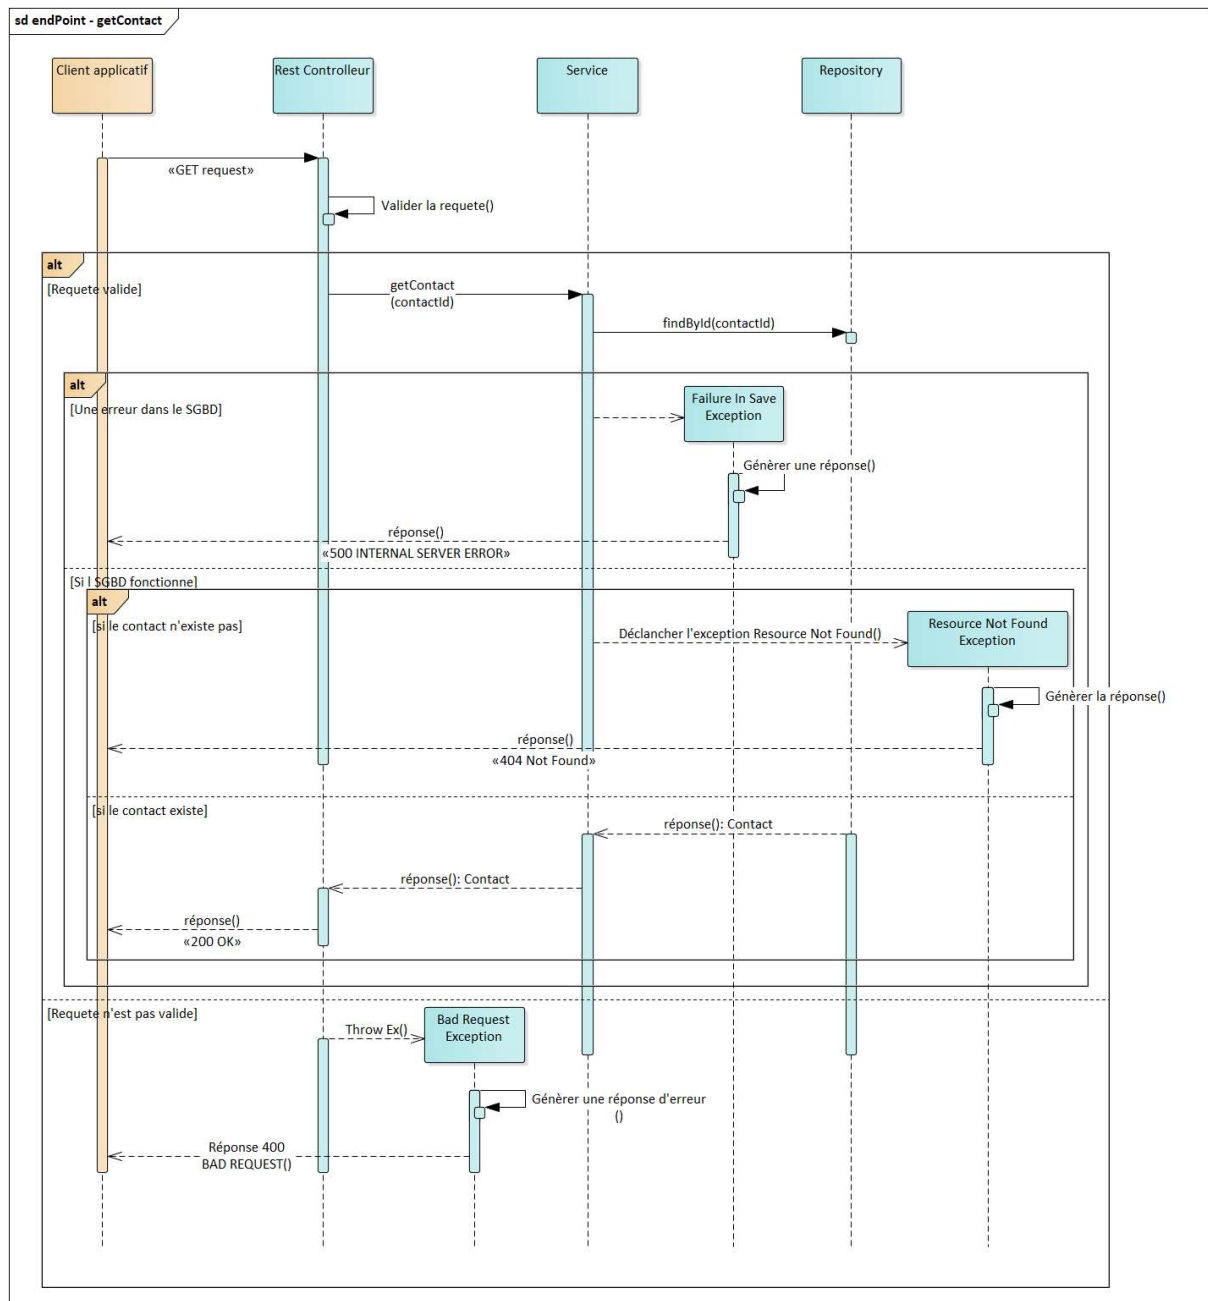 sd endPoint - getContact
Client applicatif
Rest Controlleur
Service
Repository
«GET request»
Valider la requete()
alt
[Requete valide]
getContact
(contactId)
findById(contactId)
alt
[Une erreur dans le SGBD]
Failure In Save
Exception
Génèrer une réponse()
réponse()
«500 INTERNAL SERVER ERROR»
[Si l SGBD fonctionne]
alt
[si le contact n'existe pas]
Déclancher l'exception Resource Not Found()
Resource Not Found
Exception
Génèrer la réponse()
réponse()
«404 Not Found»
[si le contact existe]
réponse(): Contact
réponse(): Contact
réponse()
«200 OK»
[Requete n'est pas valide]
Throw Ex()
Bad Request
Exception
Génèrer une réponse d'erreur
()
Réponse 400
BAD REQUEST()